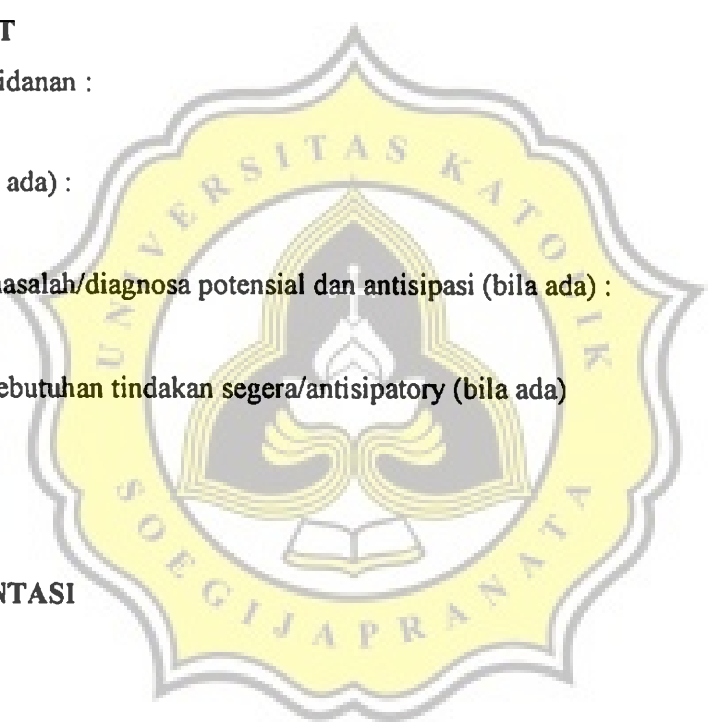 T
idanan :
ada) :
nasalah/diagnosa potensial dan antisipasi (bila ada) :
ebutuhan tindakan segera/antisipatory (bila ada)
NTASI
UNIVERSITAS KATOLIK
SOEGIJAPRANATA